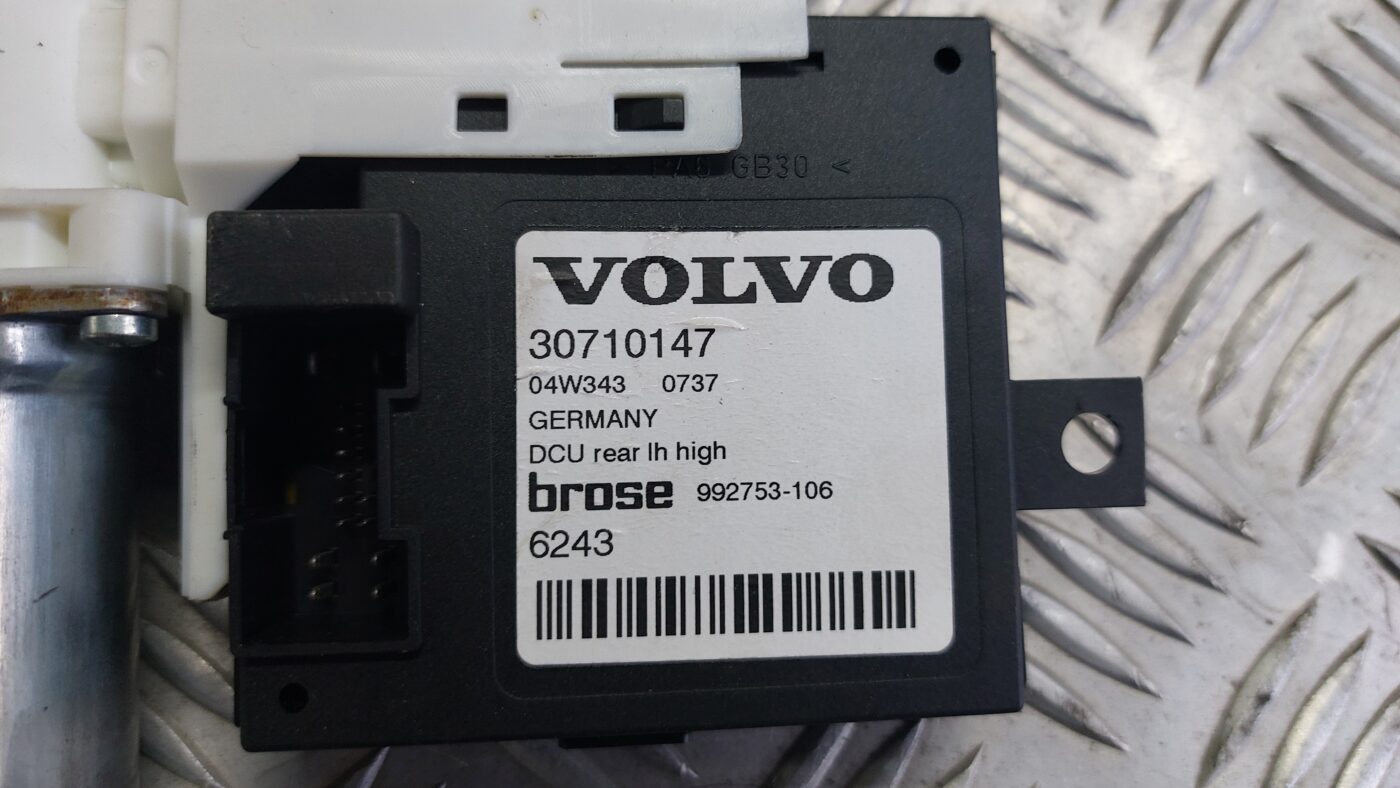 GB30 <
VOLVO
30710147
04W343 0737
GERMANY
DCU rear lh high
brose 992753-106
6243